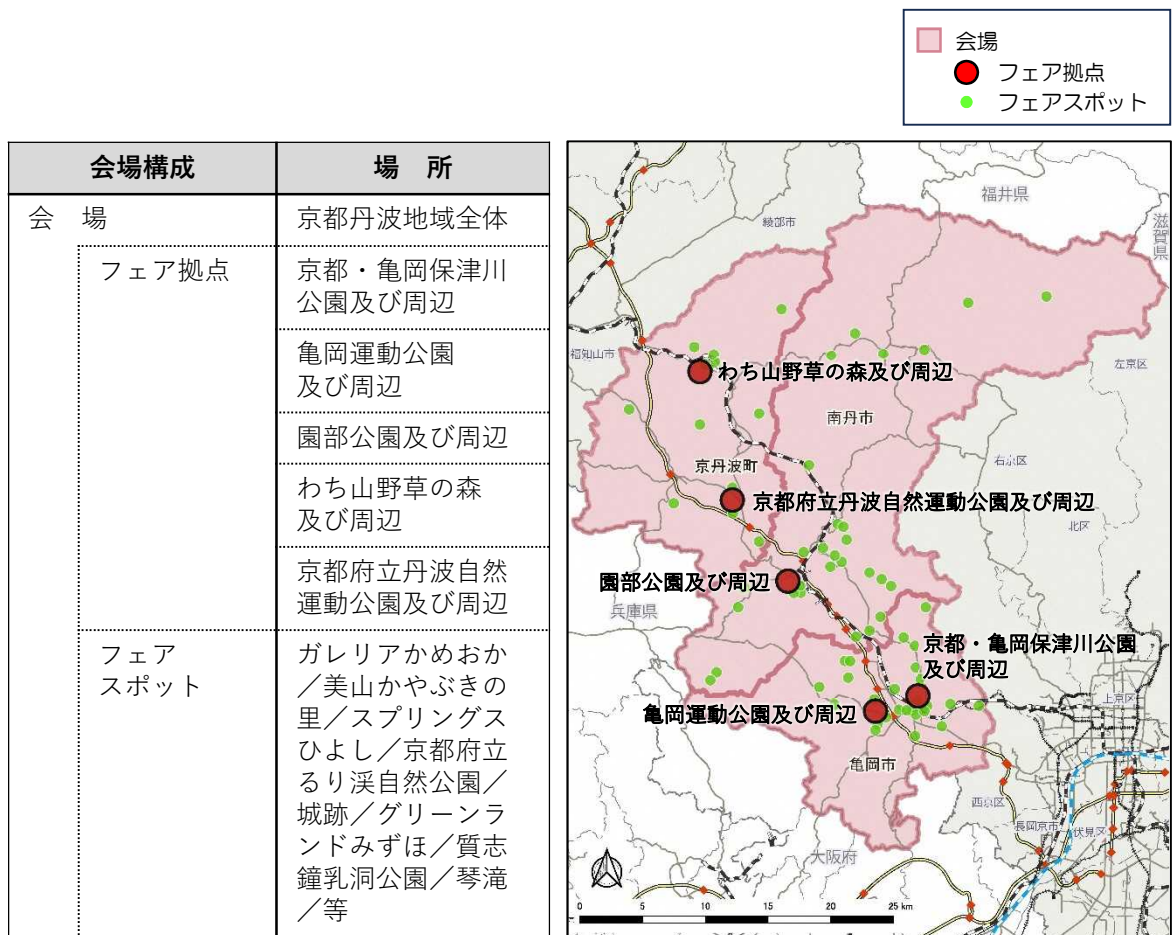 会場
フェア拠点
フェアスポット
会場構成
場 所
会 場
京都丹波地域全体
フェア拠点
京都・亀岡保津川
公園及び周辺
亀岡運動公園
及び周辺
園部公園及び周辺
わち山野草の森
及び周辺
京都府立丹波自然
運動公園及び周辺
フェア
スポット
ガレリアかめおか
／美山かやぶきの
里／スプリングス
ひよし／京都府立
るり渓自然公園／
城跡／グリーンラ
ンドみずほ／質志
鐘乳洞公園／琴滝
／等
福井県
滋賀県
綾部市
福知山市
左京区
わち山野草の森及び周辺
南丹市
京丹波町
右京区
京都府立丹波自然運動公園及び周辺
北区
園部公園及び周辺
兵庫県
京都・亀岡保津川公園
及び周辺
上京区
亀岡運動公園及び周辺
亀岡市
西京区
長岡京市
伏見区
大阪府
0 5 10 15 20 25 km